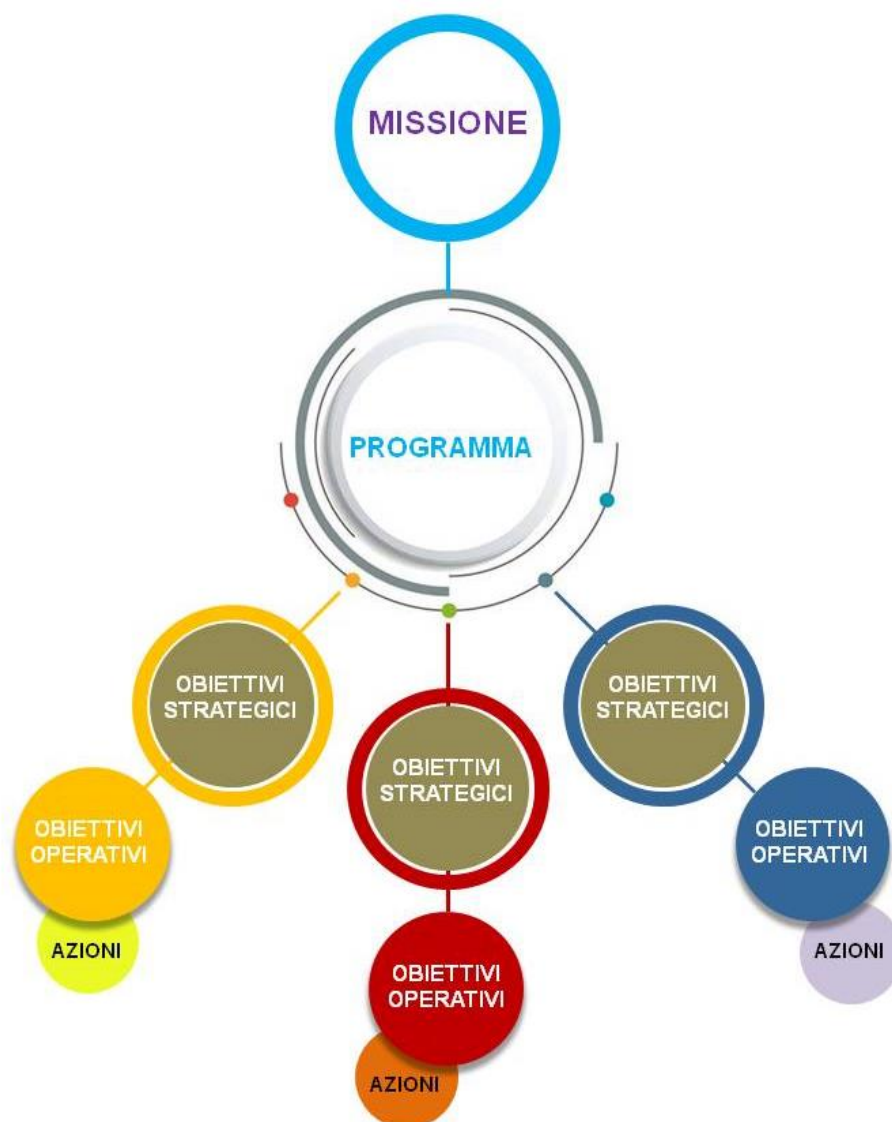 MISSIONE
PROGRAMMA
OBIETTIVI
STRATEGICI
OBIETTIVI
STRATEGICI
OBIETTIVI
STRATEGICI
OBIETTIVI
OPERATIVI
OBIETTIVI
OPERATIVI
AZIONI
AZIONI
OBIETTIVI
OPERATIVI
AZIONI